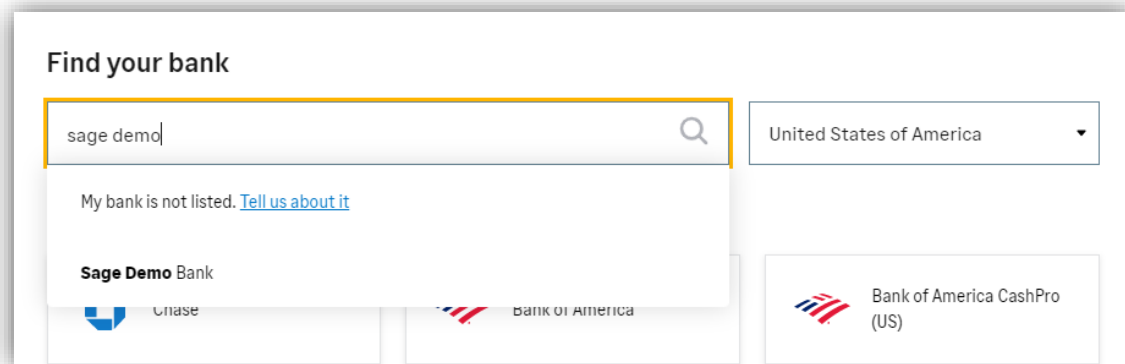 Find your bank
sage demo
United States of America
My bank is not listed. Tell us about it
Sage Demo Bank
Chase
Bank of America
Bank of America CashPro
(US)